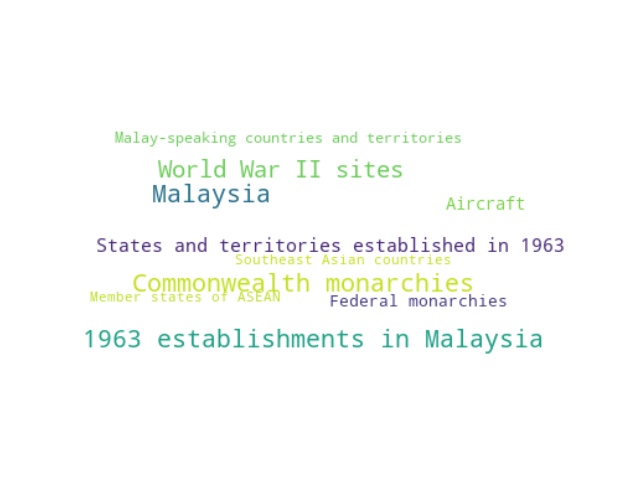 Malay-speaking countries and territories
World War II sites
Malaysia
Aircraft
States and territories established in 1963
Southeast Asian countries
Commonwealth monarchies
Member states of ASEAN
Federal monarchies
1963 establishments in Malaysia